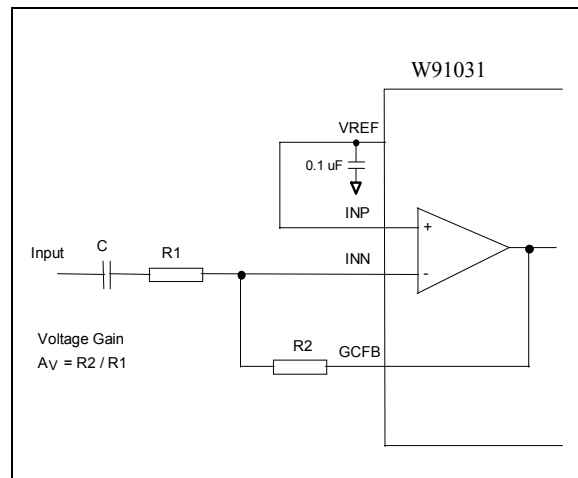 W91031
VREF
0.1 uF
INP
+
Input
C
R1
INN
-
Voltage Gain
AV = R2 / R1
R2
GCFB